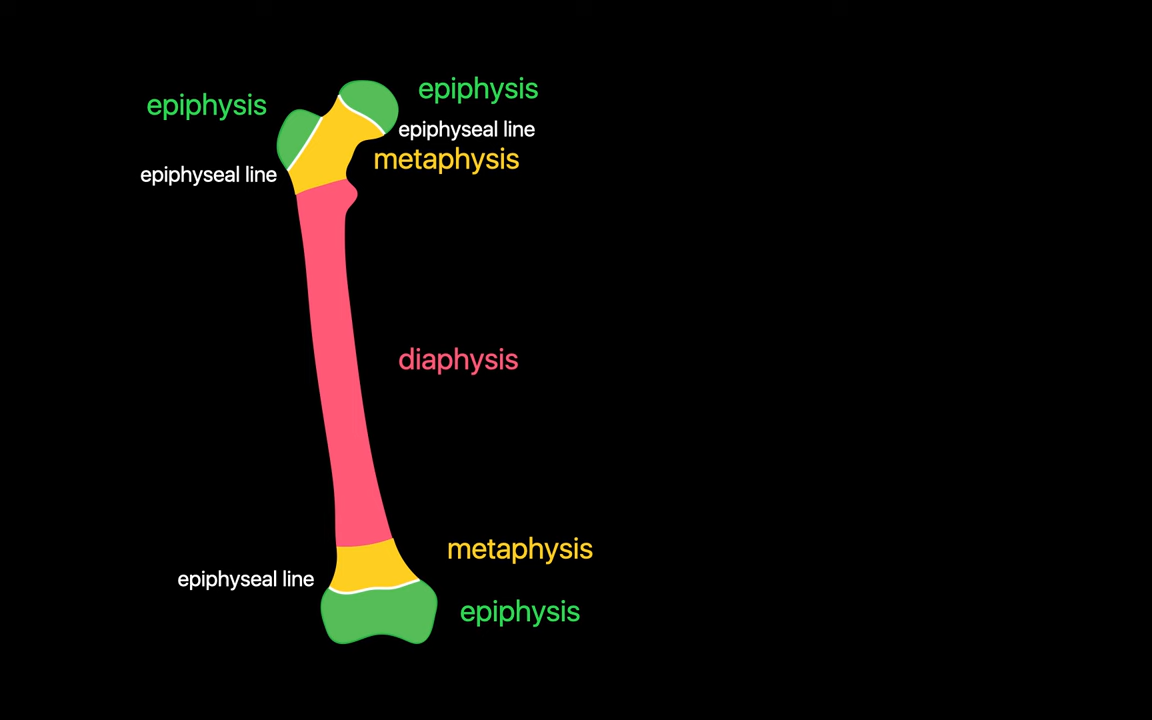 epiphysis
epiphysis
epiphyseal line
metaphysis
epiphyseal line
diaphysis
metaphysis
epiphyseal line
epiphysis